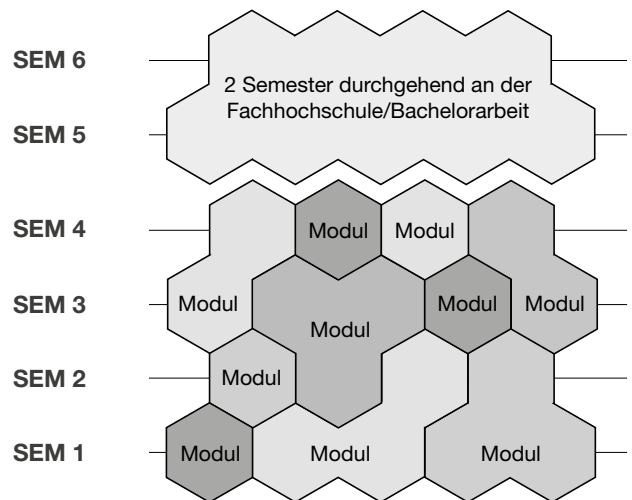 SEM 6
2 Semester durchgehend an der
Fachhochschule/Bachelorarbeit
SEM 5
SEM 4
Modul
Modul
SEM 3
Modul
Modul
Modul
Modul
SEM 2
Modul
SEM 1
Modul
Modul
Modul